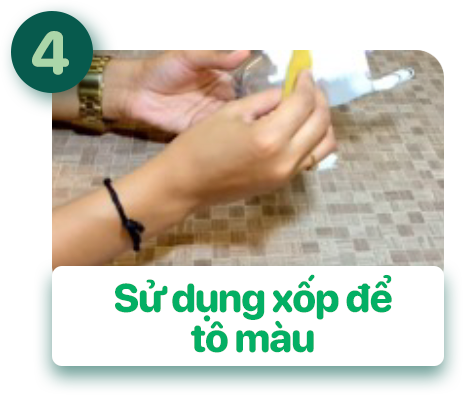 4
Sử dụng xốp để
tô màu